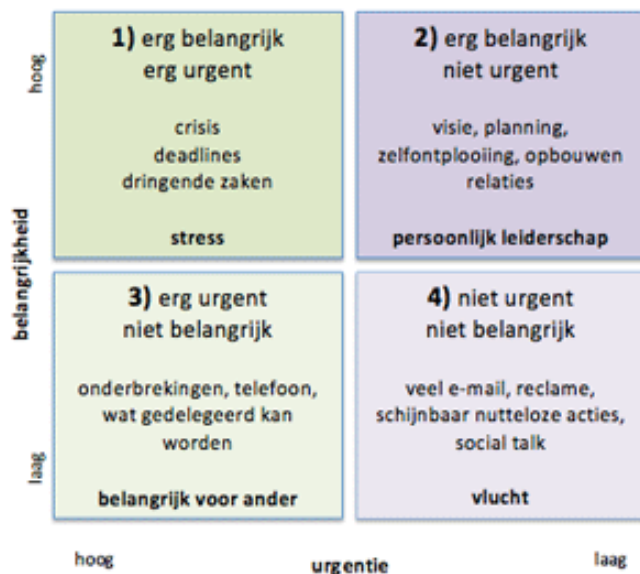 hoog
belangrijkheid
laag
1) erg belangrijk
erg urgent
crisis
deadlines
dringende zaken
stress
2) erg belangrijk
niet urgent
visie, planning,
zelfontplooiing, opbouwen
relaties
persoonlijk leiderschap
3) erg urgent
niet belangrijk
onderbrekingen, telefoon,
wat gedelegeerd kan
worden
belangrijk voor ander
4) niet urgent
niet belangrijk
veel e-mail, reclame,
schijnbaar nutteloze acties,
social talk
vlucht
hoog
urgentie
laag